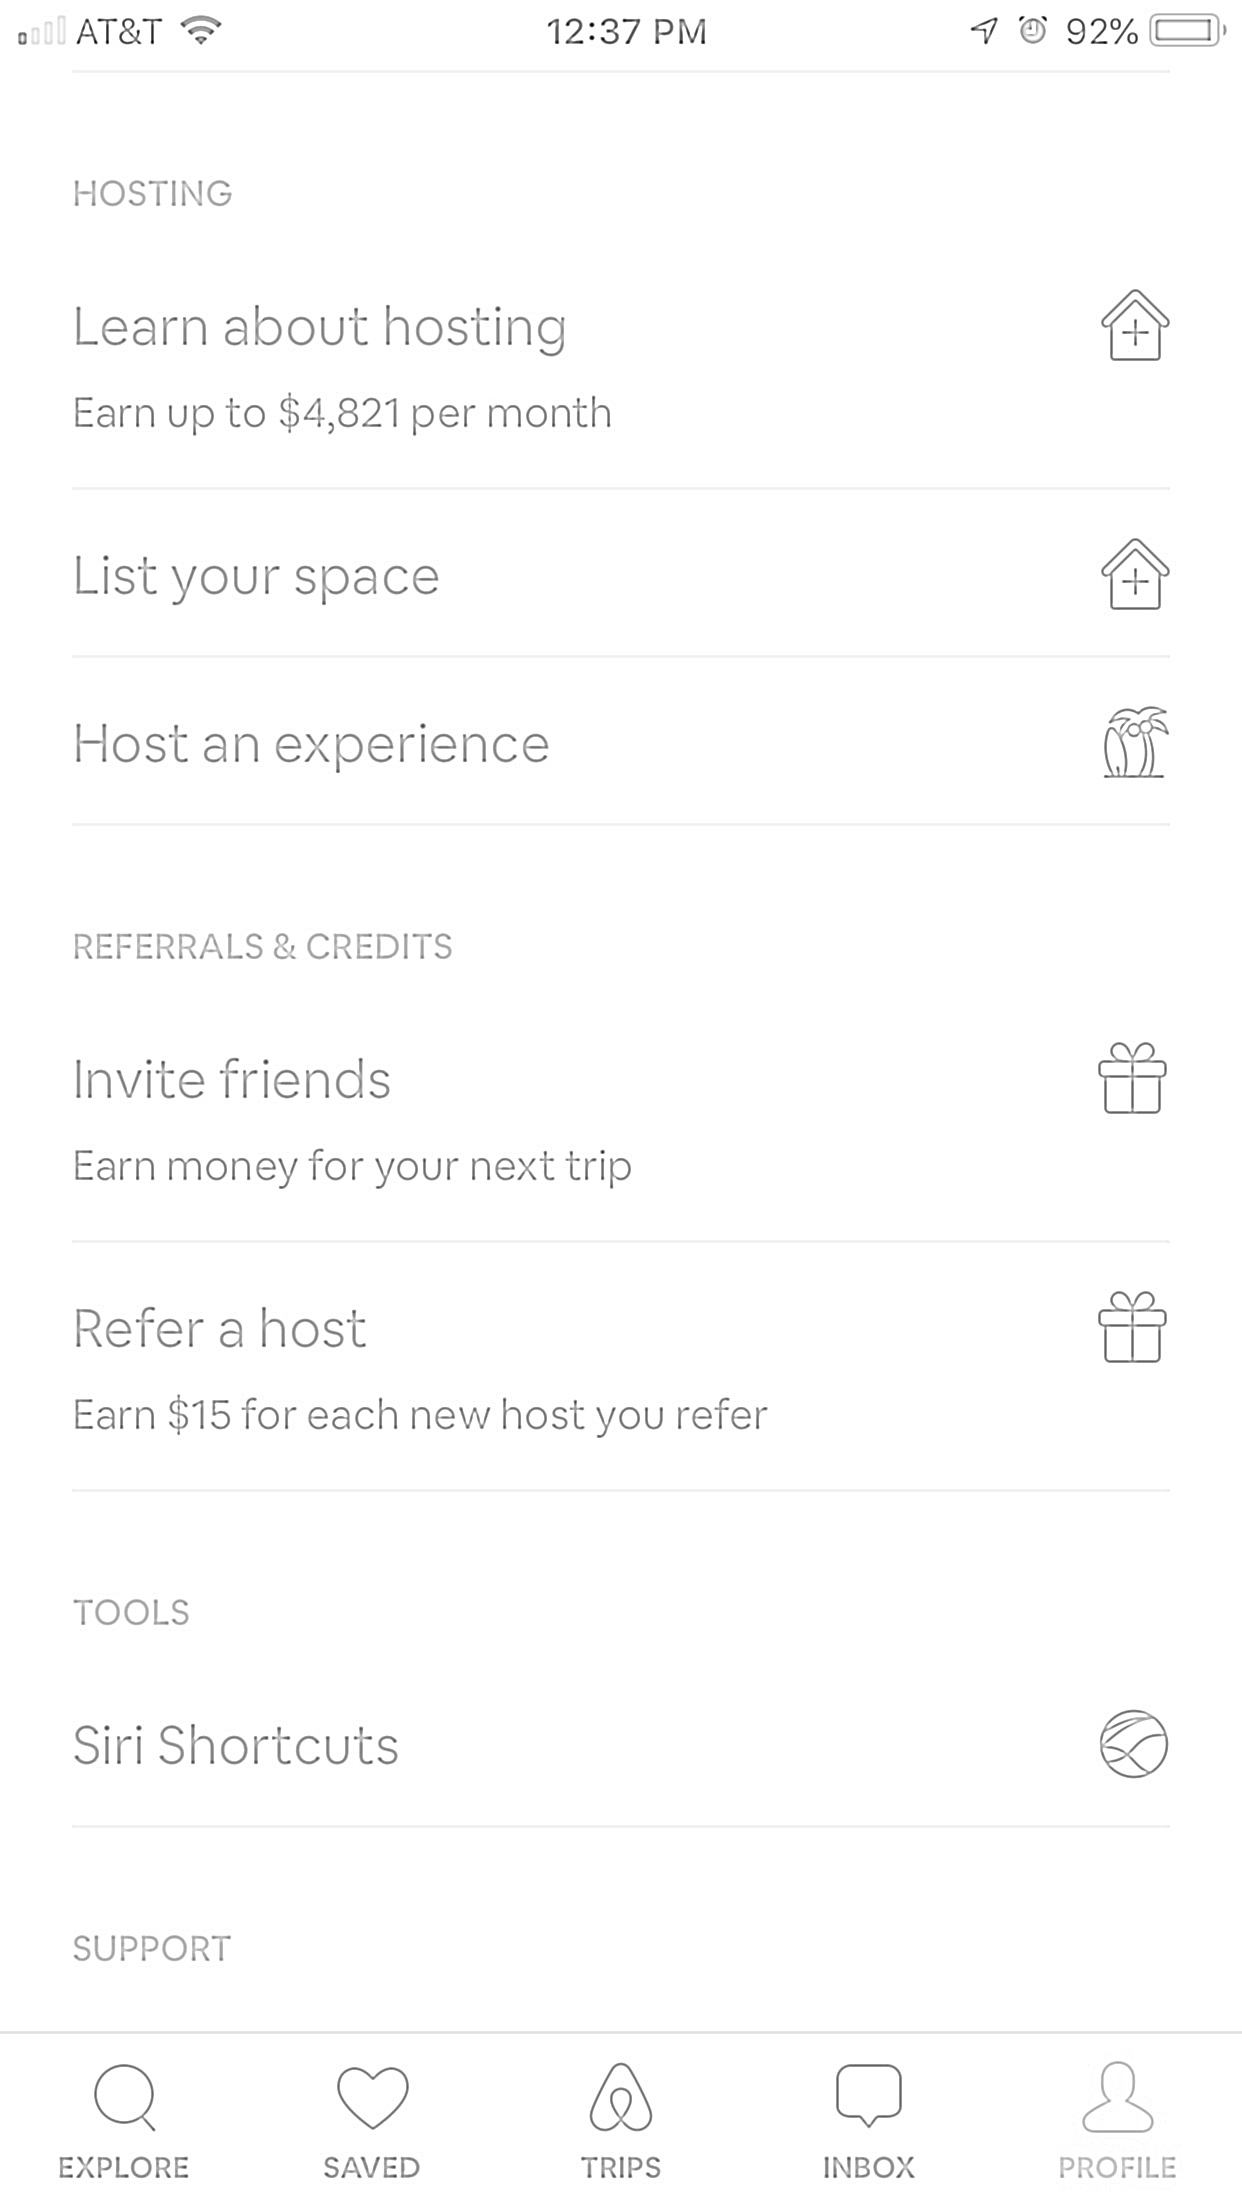 AT&T 12:37 PM 92%
HOSTING
Learn about hosting
Earn up to $4,821 per month
List your space
Host an experience
REFERRALS & CREDITS
Invite friends
Earn money for your next trip
Refer a host
Earn $15 for each new host you refer
TOOLS
Siri Shortcuts
SUPPORT
EXPLORE SAVED TRIPS INBOX PROFILE